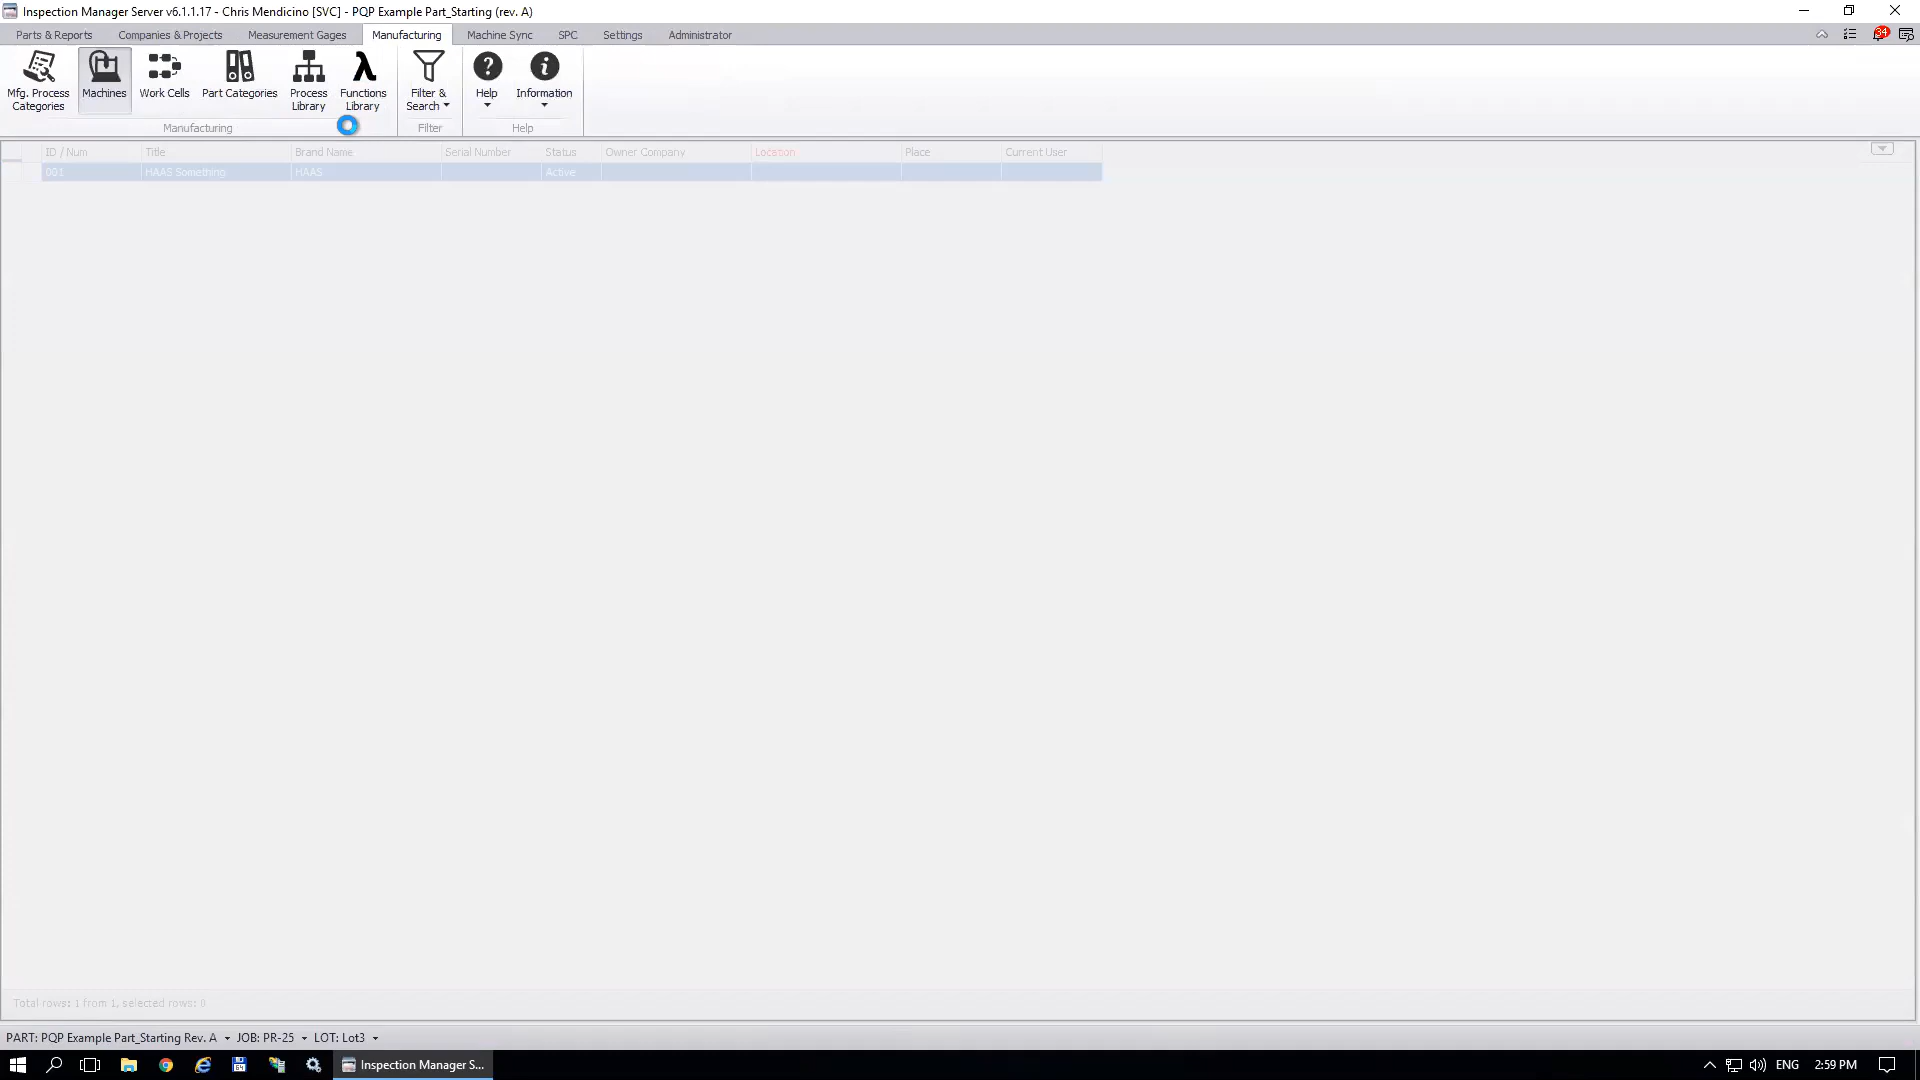 Inspection Manager Server v6.1.1.17 - Chris Mendicino [SVC] - PQP Example Part_Starting (rev. A)
Parts & Reports Companies & Projects Measurement Gages Manufacturing Machine Sync SPC Settings Administrator
34
Mfg. Process Categories
Machines
Work Cells
Part Categories
Process Library
λ
Functions Library
Filter & Search
? Help
i Information
Manufacturing Filter Help
ID / Num Title Brand Name Serial Number Status Owner Company Location Place Current User
001 HAAS Something HAAS Active
Total rows: 1 from 1, selected rows: 0
PART: PQP Example Part_Starting Rev. A JOB: PR-25 LOT: Lot3
64
Inspection Manager S... ENG 2:59 PM